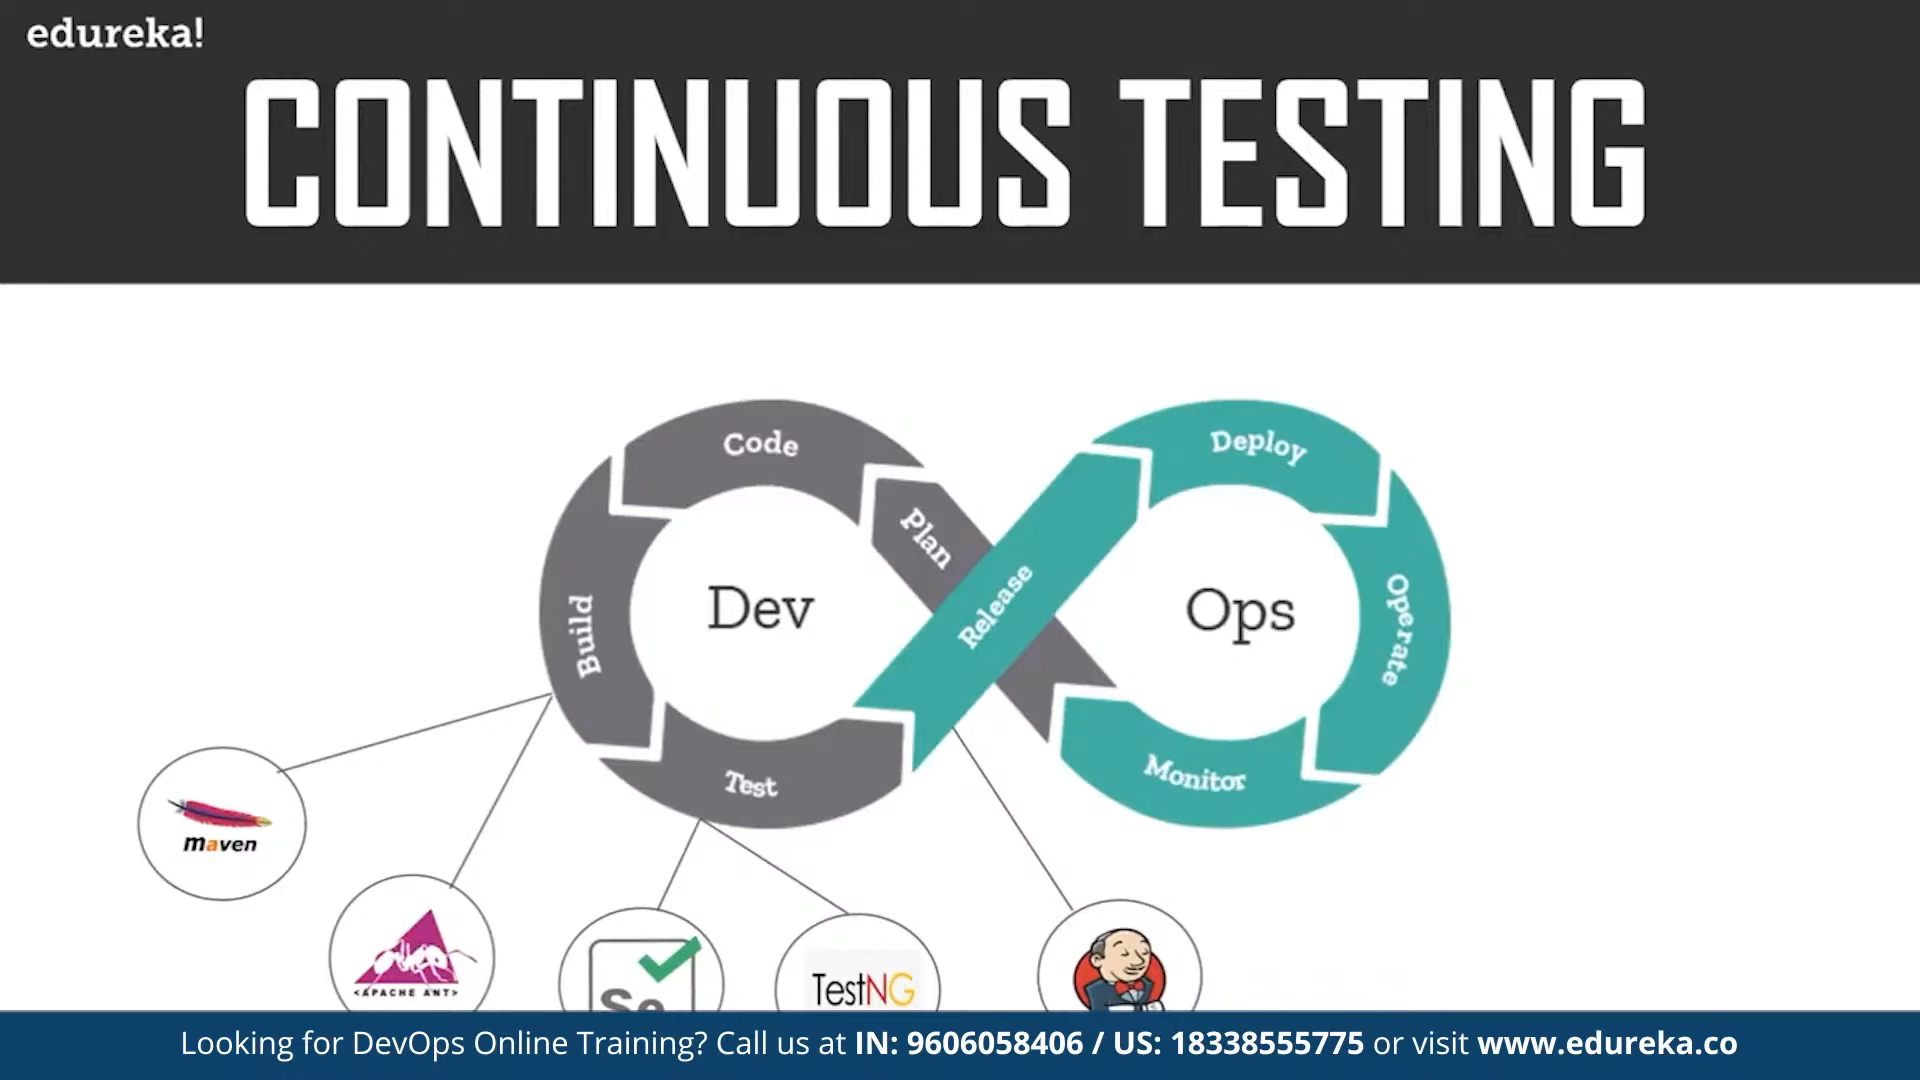 edureka!
CONTINUOUS TESTING
Code
Plan
Build
Dev
Test
Release
Deploy
Ops
Operate
Monitor
maven
<APACHE ANT>
Se
TestNG
Looking for DevOps Online Training? Call us at IN: 9606058406 / US: 18338555775 or visit www.edureka.co